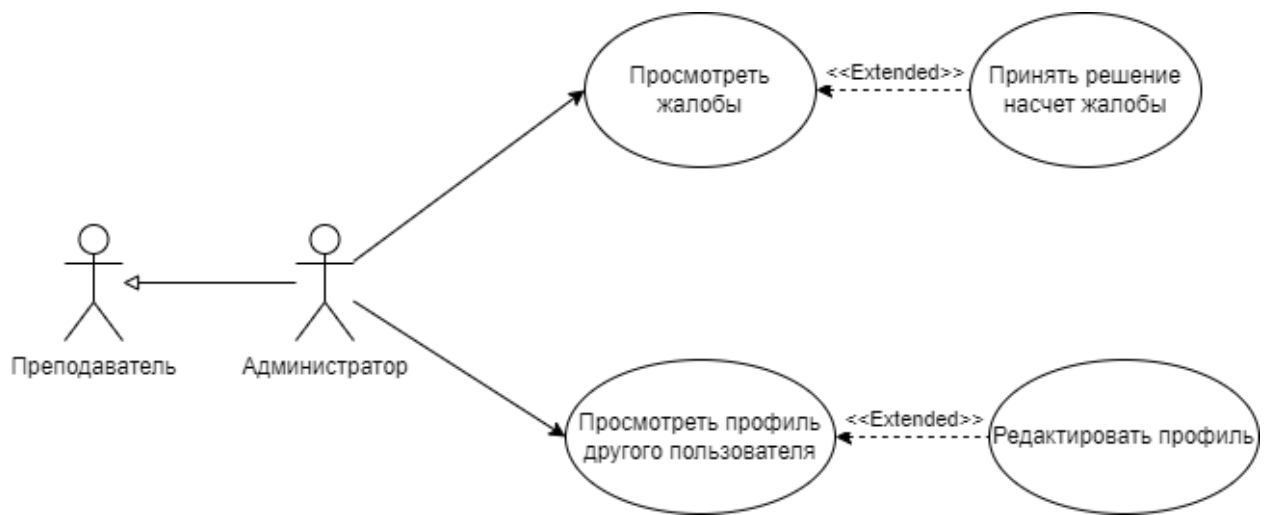 Просмотреть
жалобы
<<Extended>>
Принять решение
насчет жалобы
Преподаватель
Администратор
Просмотреть профиль
другого пользователя
<<Extended>>
Редактировать профиль